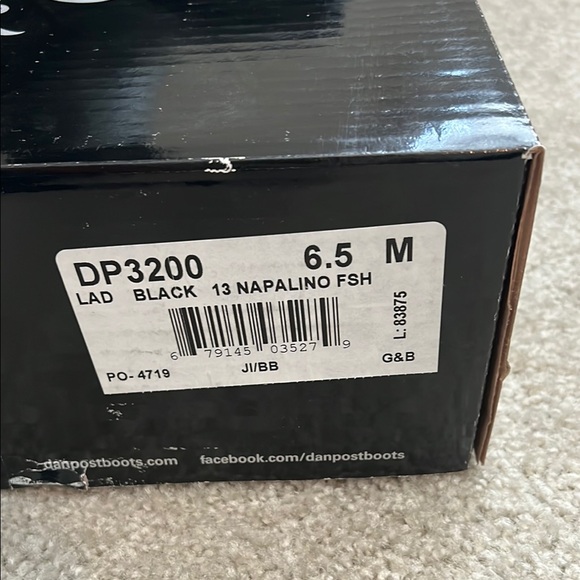 DP3200 6.5 M
LAD BLACK 13 NAPALINO FSH
L: 83875
6 79145 03527 9
PO- 4719 JI/BB G&B
danpostboots.com facebook.com/danpostboots